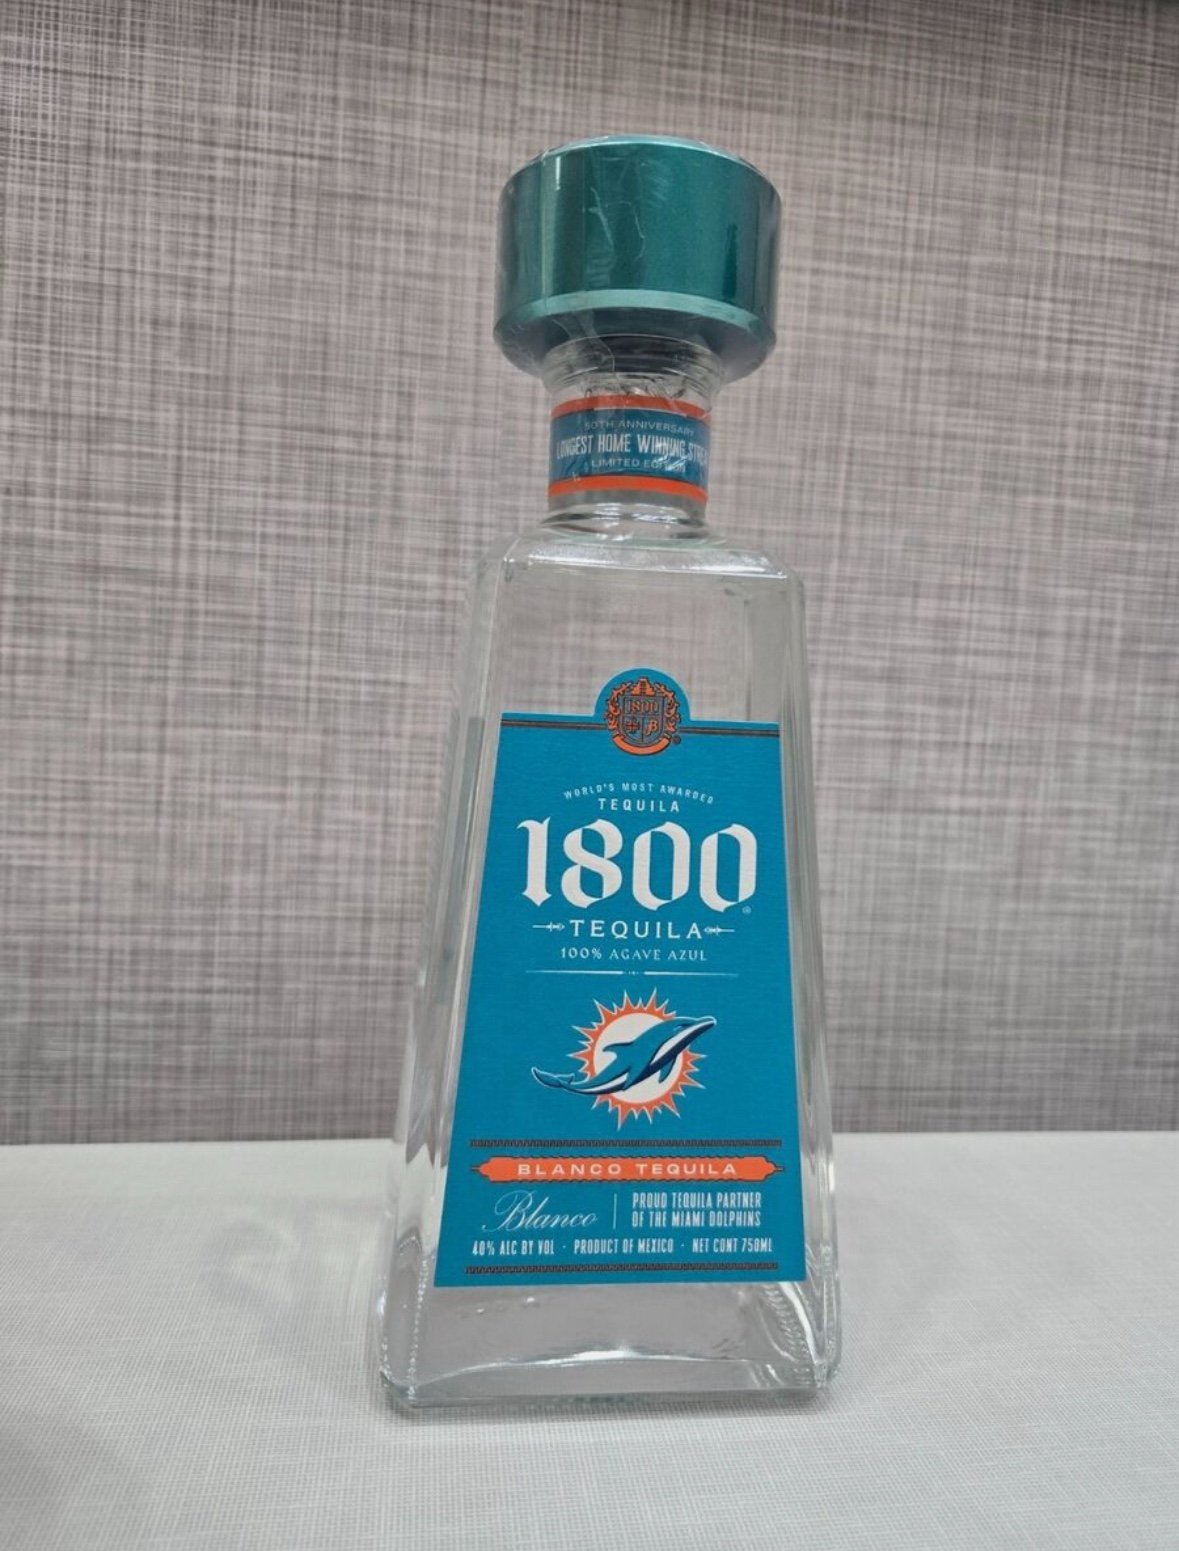 50TH ANNIVERSARY
LONGEST HOME WINNING
LIMITED EDITION
1800
WORLD'S MOST AWARDED
TEQUILA
1800
TEQUILA
100% AGAVE AZUL
BLANCO TEQUILA
Blanco
PROUD TEQUILA PARTNER
OF THE MIAMI DOLPHINS
40% ALC BY VOL · PRODUCT OF MEXICO · NET CONT 750ML